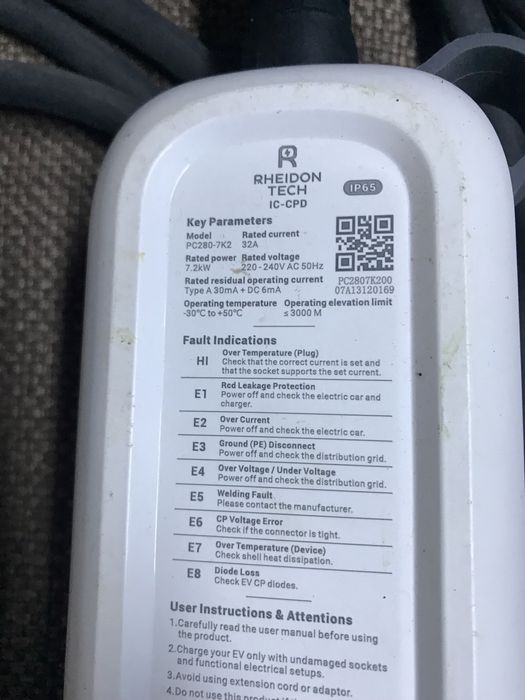 RHEIDON
TECH
IC-CPD
IP65
Key Parameters
Model Rated current
PC280-7K2 32A
Rated power Rated voltage
7.2kW 220-240V AC 50Hz
Rated residual operating current
Type A 30mA + DC 6mA
PC2807K200
07A13120169
Operating temperature Operating elevation limit
-30°C to +50°C ≤ 3000 M
Fault Indications
HI Over Temperature (Plug)
Check that the correct current is set and
that the socket supports the set current.
E1 Rcd Leakage Protection
Power off and check the electric car and
charger.
E2 Over Current
Power off and check the electric car.
E3 Ground (PE) Disconnect
Power off and check the distribution grid.
E4 Over Voltage / Under Voltage
Power off and check the distribution grid.
E5 Welding Fault
Please contact the manufacturer.
E6 CP Voltage Error
Check if the connector is tight.
E7 Over Temperature (Device)
Check shell heat dissipation.
E8 Diode Loss
Check EV CP diodes.
User Instructions & Attentions
1.Carefully read the user manual before using
the product.
2.Charge your EV only with undamaged sockets
and functional electrical setups.
3.Avoid using extension cord or adaptor.
4.Do not use this